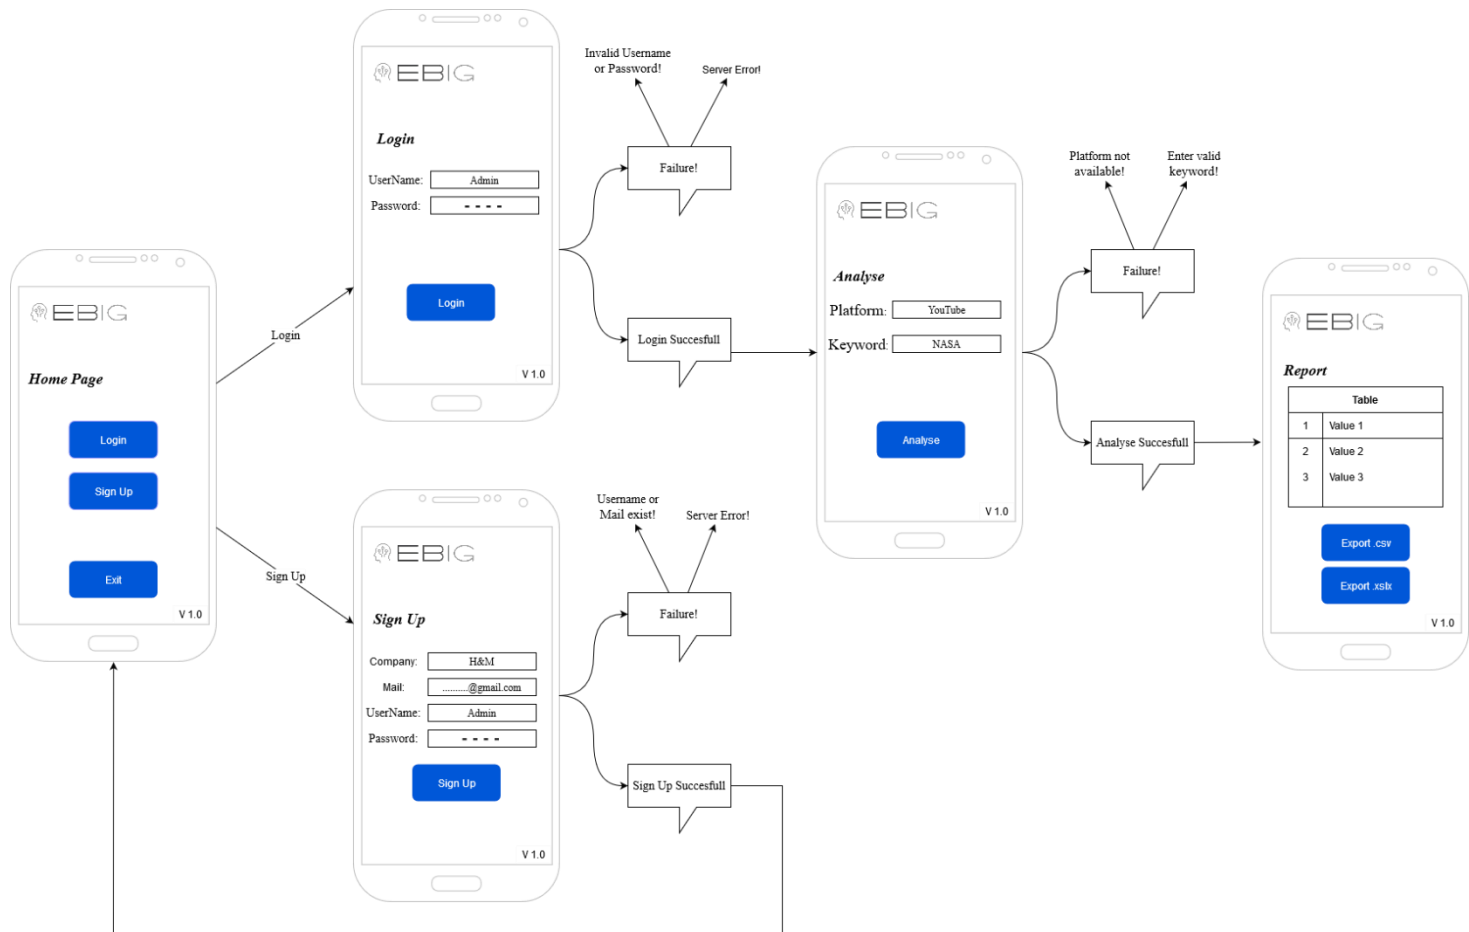 EBIG
Home Page
Login
Sign Up
Exit
V 1.0
Login
Sign Up
EBIG
Login
UserName:
Admin
Password:
- - - -
Login
V 1.0
Invalid Username
or Password!
Server Error!
Failure!
Login Succesfull
EBIG
Sign Up
Company:
H&M
Mail:
..........@gmail.com
UserName:
Admin
Password:
- - - -
Sign Up
V 1.0
Username or
Mail exist!
Server Error!
Failure!
Sign Up Succesfull
EBIG
Analyse
Platform:
YouTube
Keyword:
NASA
Analyse
V 1.0
Platform not
available!
Enter valid
keyword!
Failure!
Analyse Succesfull
EBIG
Report
Table
1 Value 1
2 Value 2
3 Value 3
Export .csv
Export .xslx
V 1.0